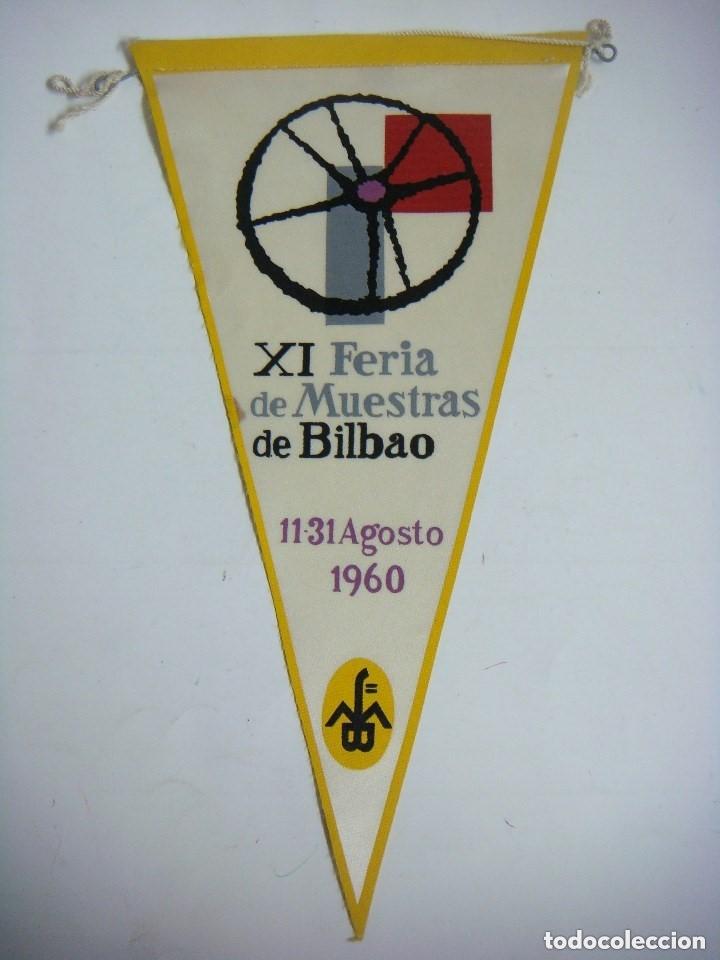 XI Feria
de Muestras
de Bilbao
11-31 Agosto
1960
todocoleccion